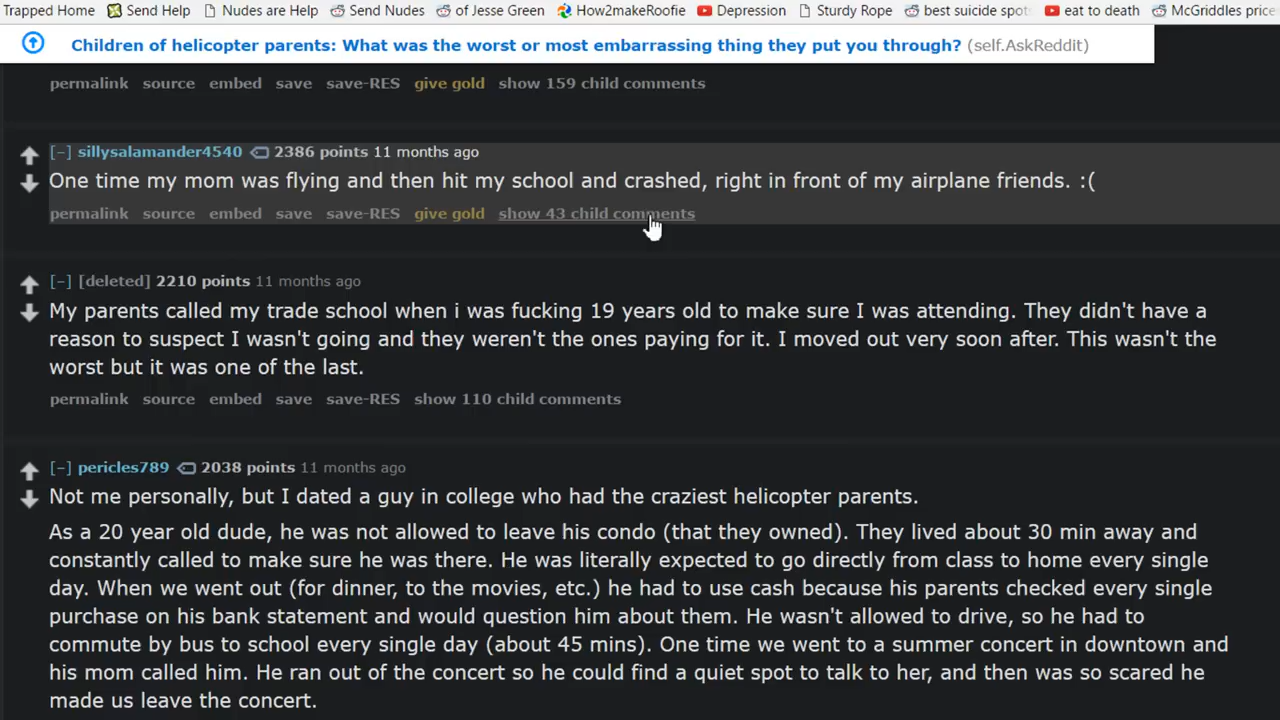 Trapped Home Send Help Nudes are Help Send Nudes of Jesse Green How2makeRoofie Depression Sturdy Rope best suicide spot eat to death McGriddles price
Children of helicopter parents: What was the worst or most embarrassing thing they put you through? (self.AskReddit)
permalink source embed save save-RES give gold show 159 child comments
[–] sillysalamander4540 2386 points 11 months ago
One time my mom was flying and then hit my school and crashed, right in front of my airplane friends. :(
permalink source embed save save-RES give gold show 43 child comments
[–] [deleted] 2210 points 11 months ago
My parents called my trade school when i was fucking 19 years old to make sure I was attending. They didn't have a
reason to suspect I wasn't going and they weren't the ones paying for it. I moved out very soon after. This wasn't the
worst but it was one of the last.
permalink source embed save save-RES show 110 child comments
[–] pericles789 2038 points 11 months ago
Not me personally, but I dated a guy in college who had the craziest helicopter parents.
As a 20 year old dude, he was not allowed to leave his condo (that they owned). They lived about 30 min away and
constantly called to make sure he was there. He was literally expected to go directly from class to home every single
day. When we went out (for dinner, to the movies, etc.) he had to use cash because his parents checked every single
purchase on his bank statement and would question him about them. He wasn't allowed to drive, so he had to
commute by bus to school every single day (about 45 mins). One time we went to a summer concert in downtown and
his mom called him. He ran out of the concert so he could find a quiet spot to talk to her, and then was so scared he
made us leave the concert.